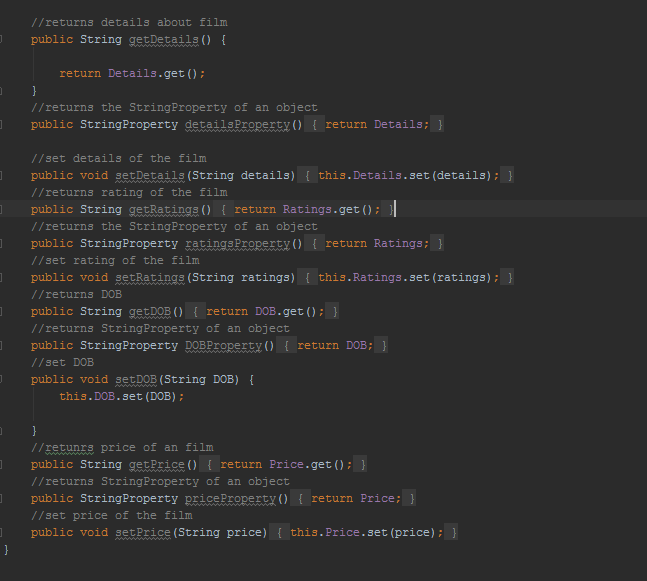 //returns details about film
public String getDetails() {
return Details.get();
}
//returns the StringProperty of an object
public StringProperty detailsProperty() { return Details; }
//set details of the film
public void setDetails(String details) { this.Details.set(details); }
//returns rating of the film
public String getRatings() { return Ratings.get(); }
//returns the StringProperty of an object
public StringProperty ratingsProperty() { return Ratings; }
//set rating of the film
public void setRatings(String ratings) { this.Ratings.set(ratings); }
//returns DOB
public String getDOB() { return DOB.get(); }
//returns StringProperty of an object
public StringProperty DOBProperty() { return DOB; }
//set DOB
public void setDOB(String DOB) {
this.DOB.set(DOB);
}
//retunrs price of an film
public String getPrice() { return Price.get(); }
//returns StringProperty of an object
public StringProperty priceProperty() { return Price; }
//set price of the film
public void setPrice(String price) { this.Price.set(price); }
}